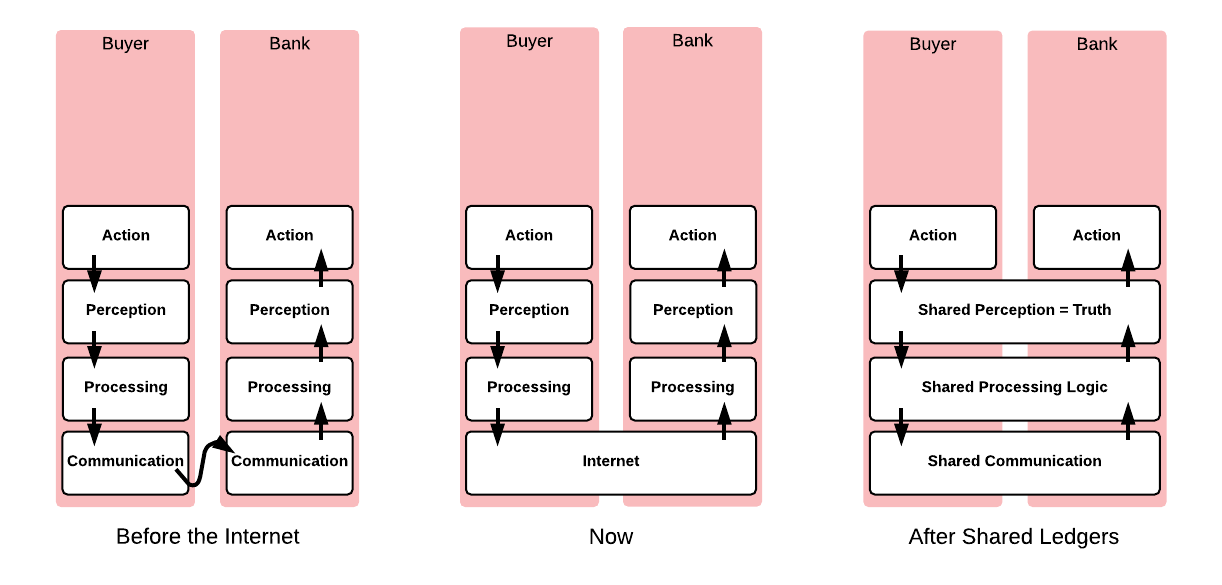 Buyer
Bank
Action
Action
Perception
Perception
Processing
Processing
Communication
Communication
Before the Internet
Buyer
Bank
Action
Action
Perception
Perception
Processing
Processing
Internet
Now
Buyer
Bank
Action
Action
Shared Perception = Truth
Shared Processing Logic
Shared Communication
After Shared Ledgers